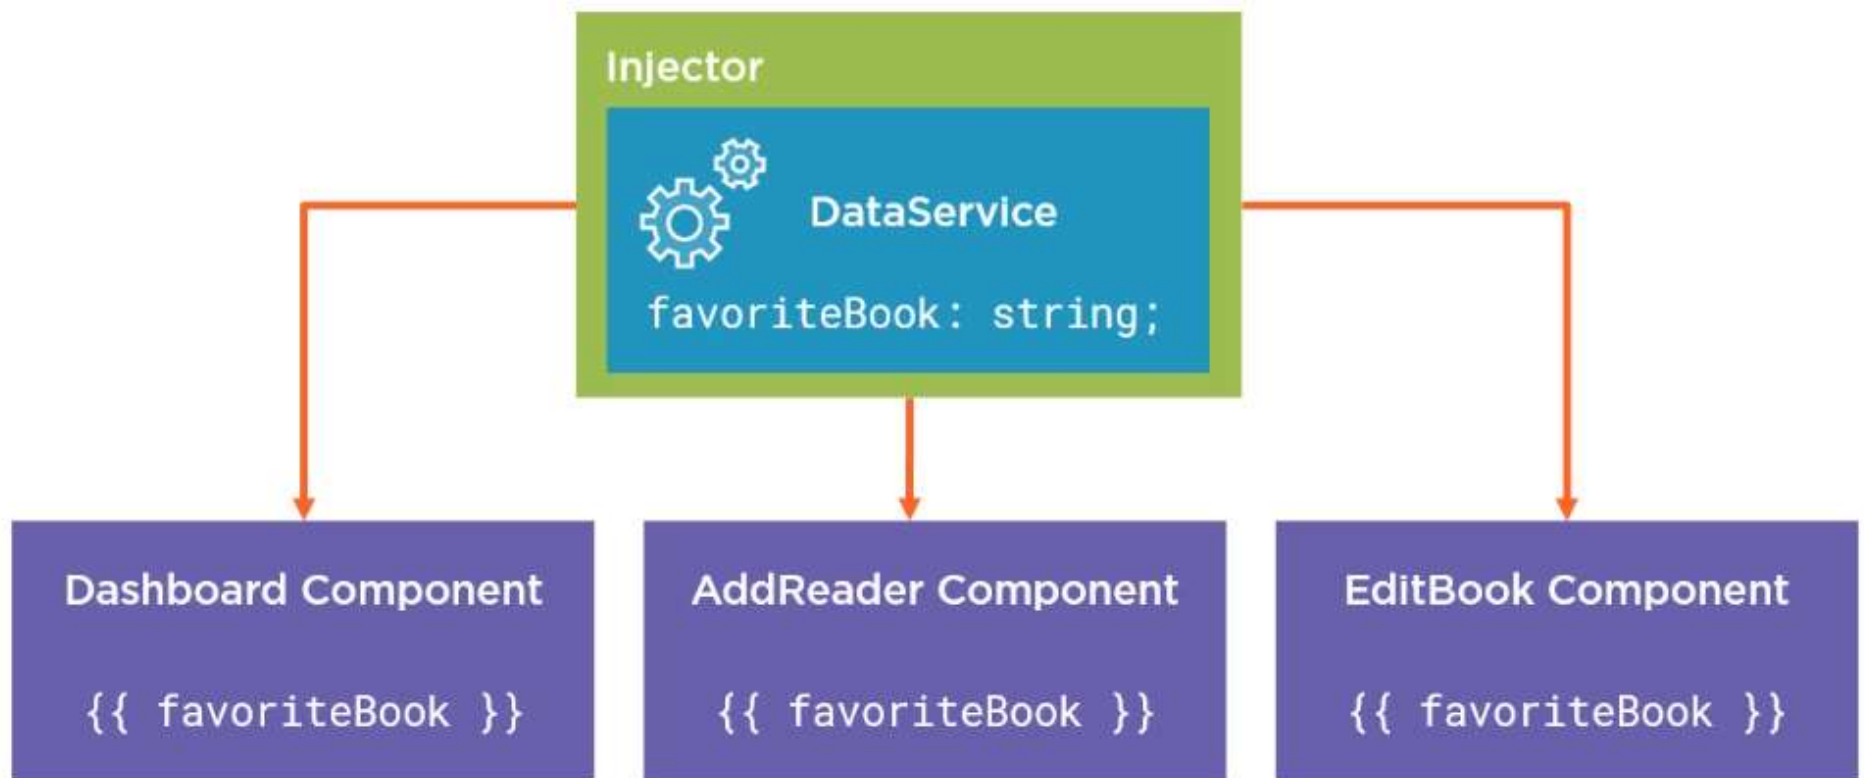 Injector
DataService
favoriteBook: string;
Dashboard Component
{{ favoriteBook }}
AddReader Component
{{ favoriteBook }}
EditBook Component
{{ favoriteBook }}